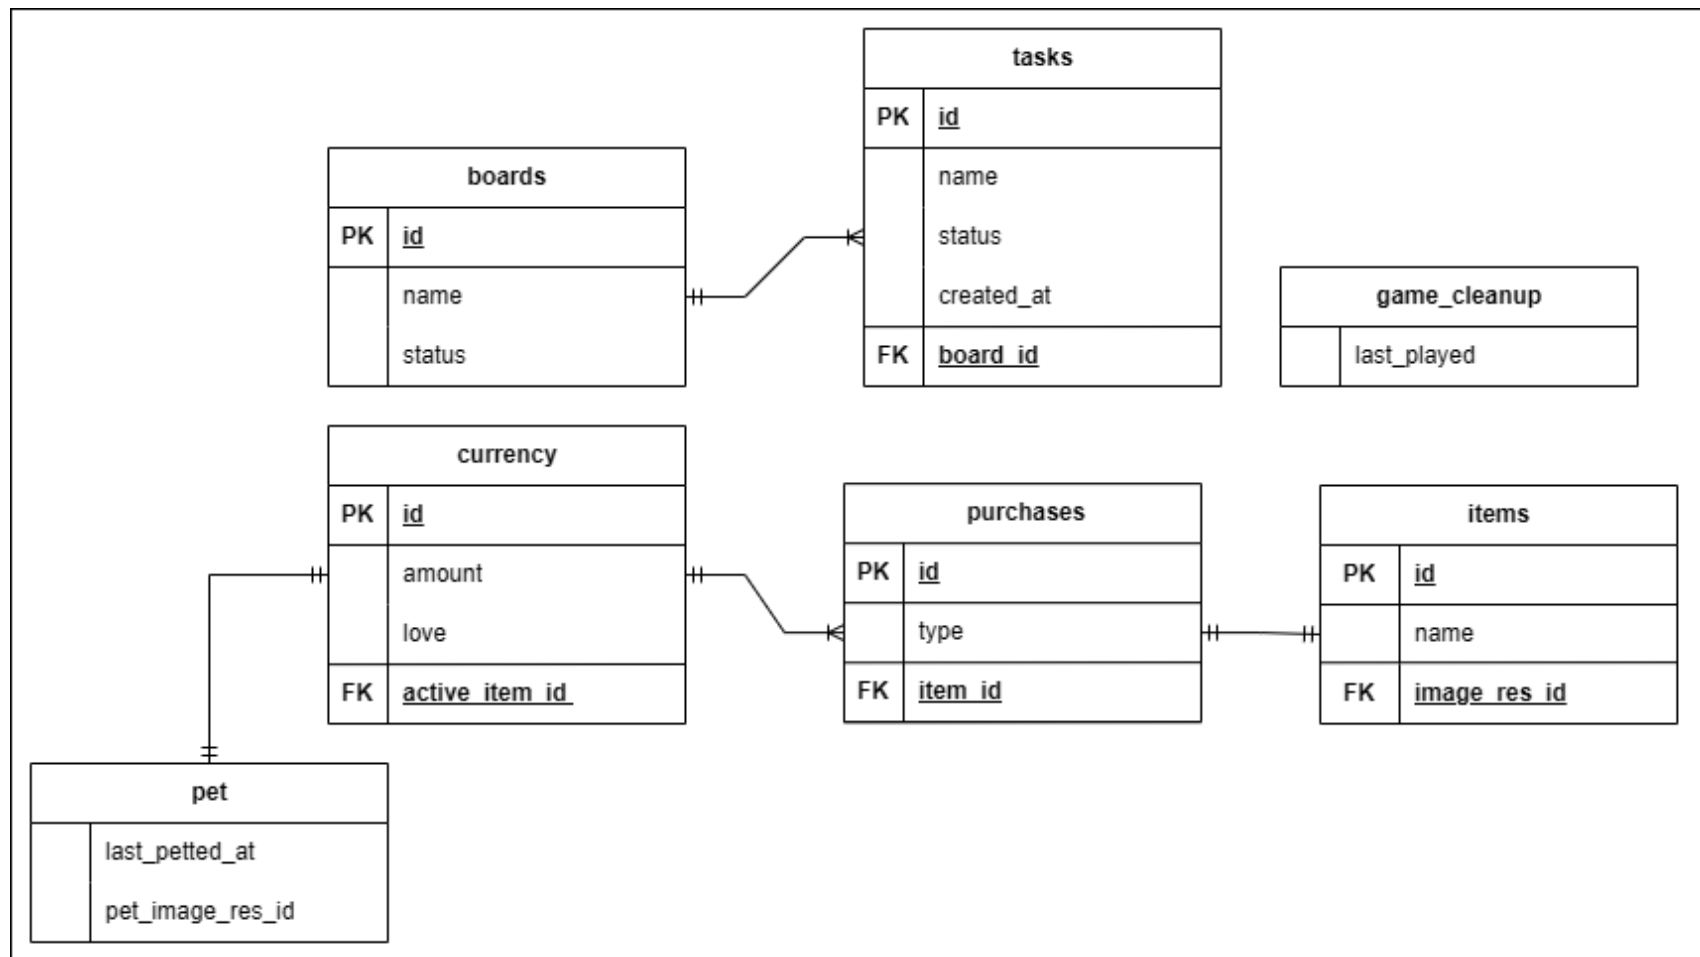 tasks
PK id
name
status
created_at
FK board_id
boards
PK id
name
status
game_cleanup
last_played
currency
PK id
amount
love
FK active_item_id
purchases
PK id
type
FK item_id
items
PK id
name
FK image_res_id
pet
last_petted_at
pet_image_res_id